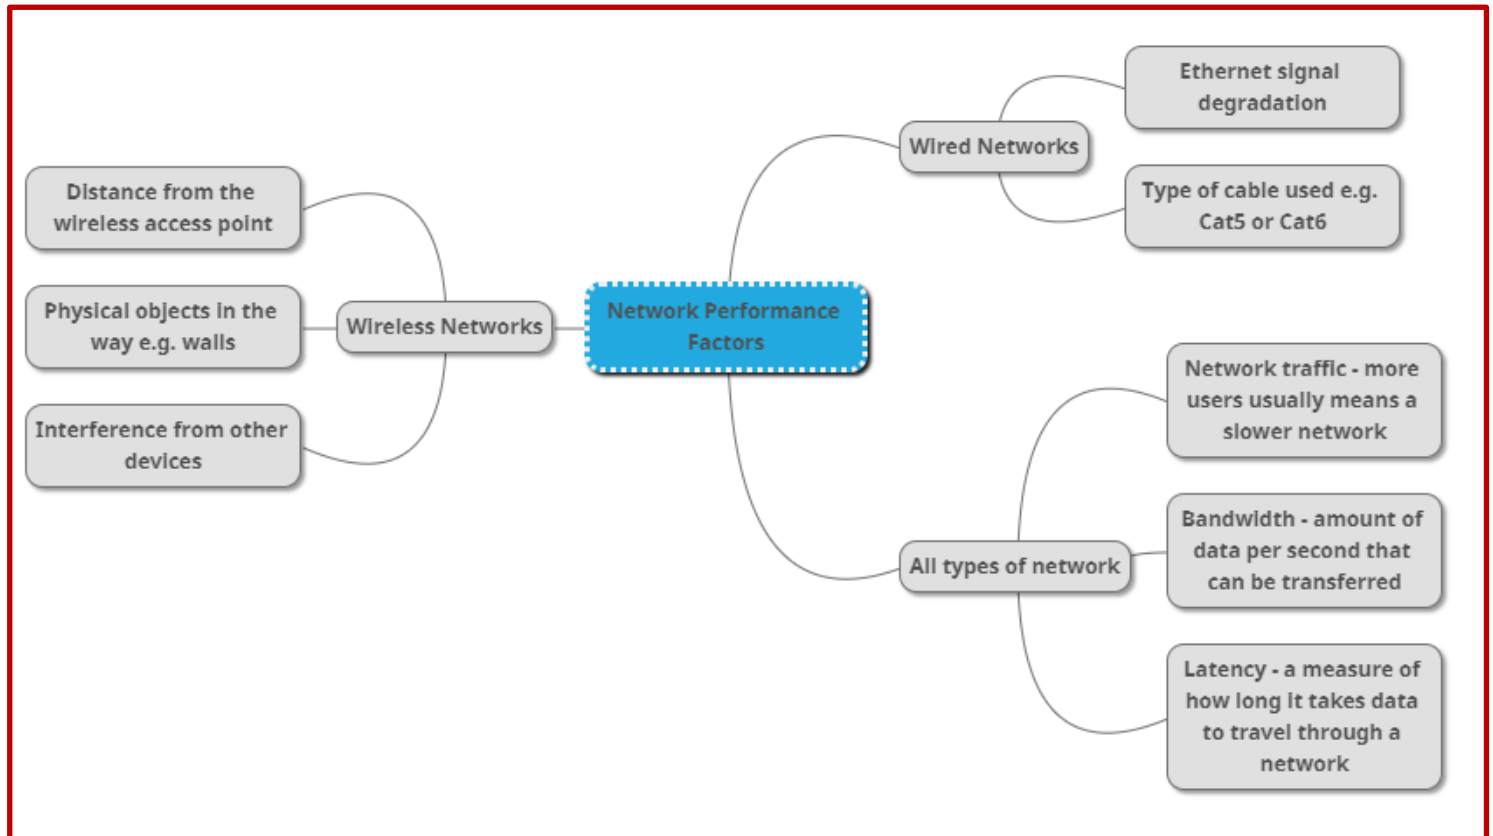 Network Performance
Factors
Wired Networks
Ethernet signal
degradation
Type of cable used e.g.
Cat5 or Cat6
Wireless Networks
Distance from the
wireless access point
Physical objects in the
way e.g. walls
Interference from other
devices
All types of network
Network traffic - more
users usually means a
slower network
Bandwidth - amount of
data per second that
can be transferred
Latency - a measure of
how long it takes data
to travel through a
network